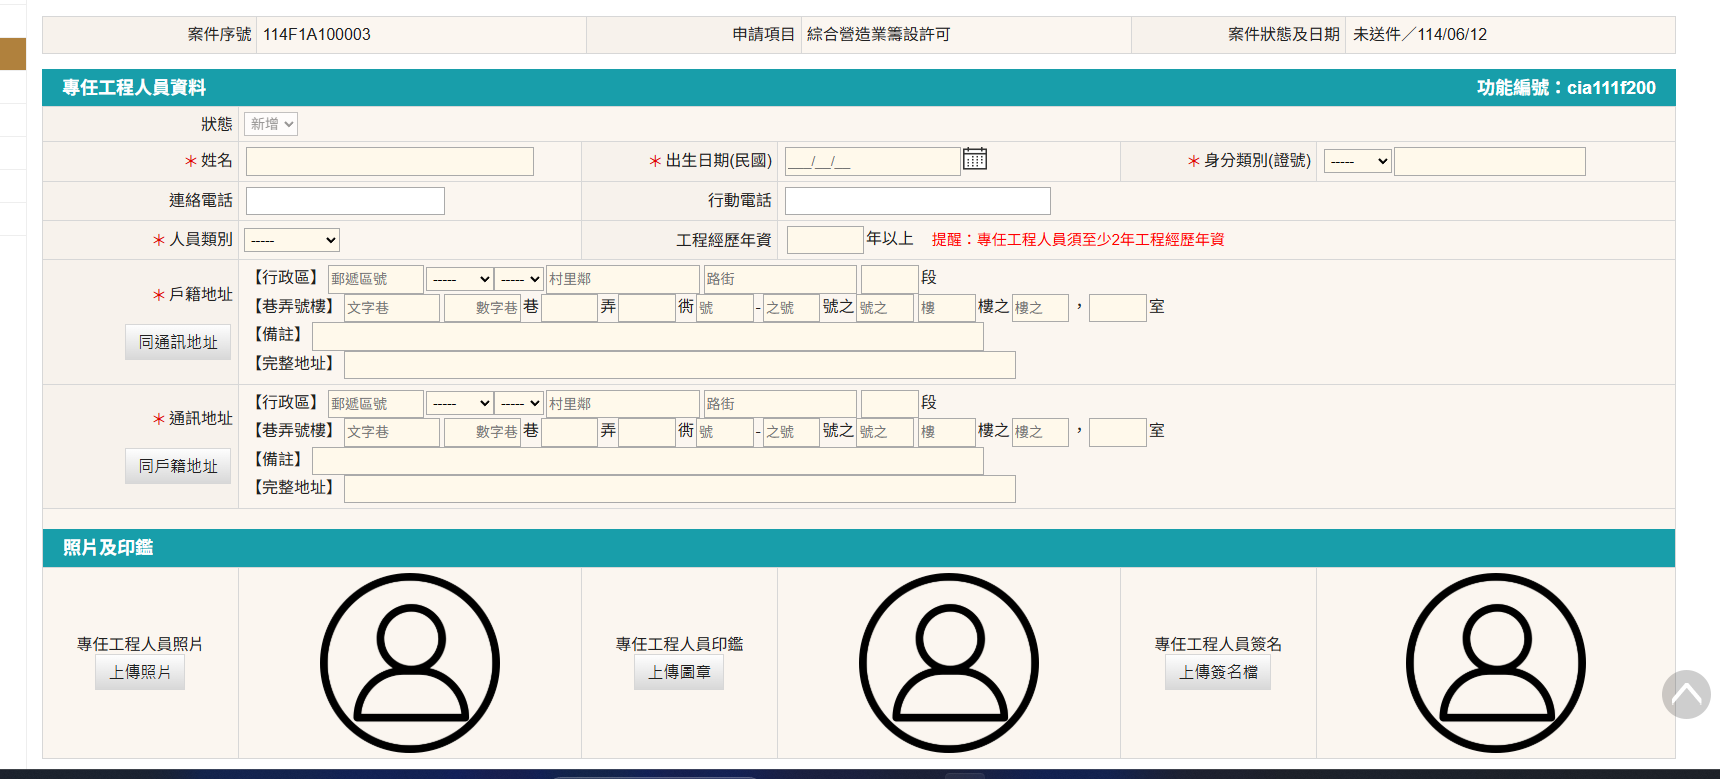 案件序號 114F1A100003 申請項目 綜合營造業籌設許可 案件狀態及日期 未送件／114/06/12
專任工程人員資料 功能編號：cia111f200
狀態 新增
＊姓名 ＊出生日期(民國) ___/__/__ ＊身分類別(證號) -----
連絡電話 行動電話
＊人員類別 ----- 工程經歷年資 年以上 提醒：專任工程人員須至少2年工程經歷年資
＊戶籍地址 【行政區】 郵遞區號 ----- ----- 村里鄰 路街 段
【巷弄號樓】 文字巷 數字巷 巷 弄 衖 號 - 之號 號之 號之 樓 樓之 樓之 ， 室
同通訊地址 【備註】
【完整地址】
＊通訊地址 【行政區】 郵遞區號 ----- ----- 村里鄰 路街 段
【巷弄號樓】 文字巷 數字巷 巷 弄 衖 號 - 之號 號之 號之 樓 樓之 樓之 ， 室
同戶籍地址 【備註】
【完整地址】
照片及印鑑
專任工程人員照片 專任工程人員印鑑 專任工程人員簽名
上傳照片 上傳圖章 上傳簽名檔